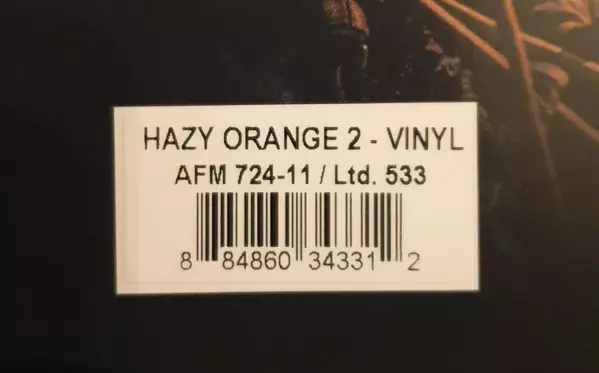 HAZY ORANGE 2 - VINYL
AFM 724-11 / Ltd. 533
8 84860 34331 2